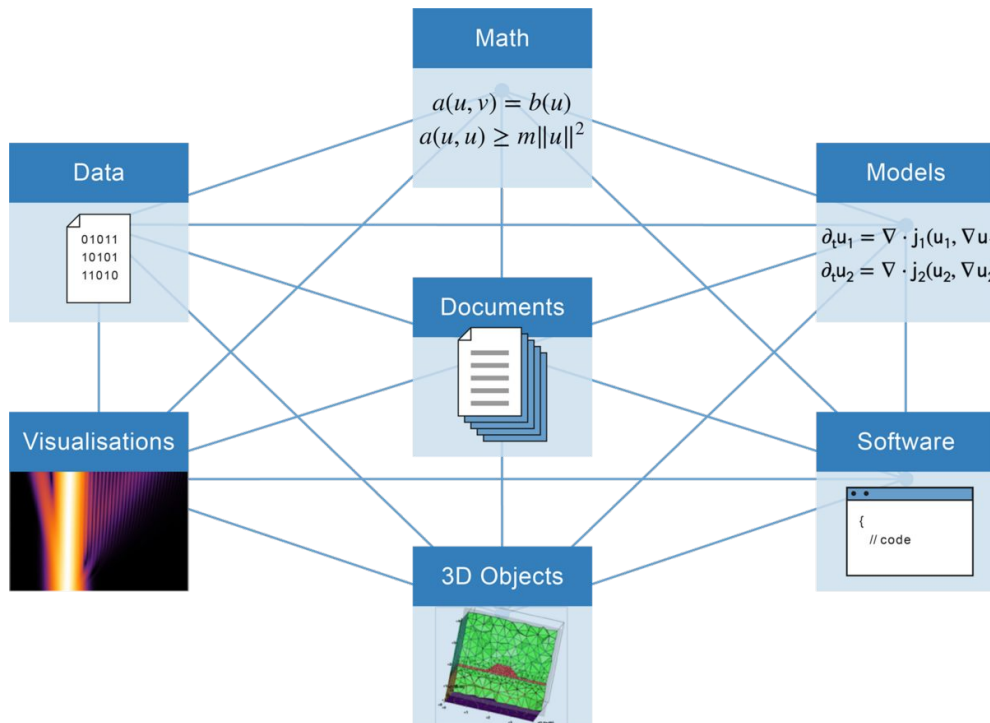 Math
a(u, v) = b(u)
a(u, u) ≥ m‖u‖²
Data
01011
10101
11010
Models
∂ₜu₁ = ∇ · j₁(u₁, ∇u
∂ₜu₂ = ∇ · j₂(u₂, ∇u₂
Documents
Visualisations
Software
{
// code
3D Objects